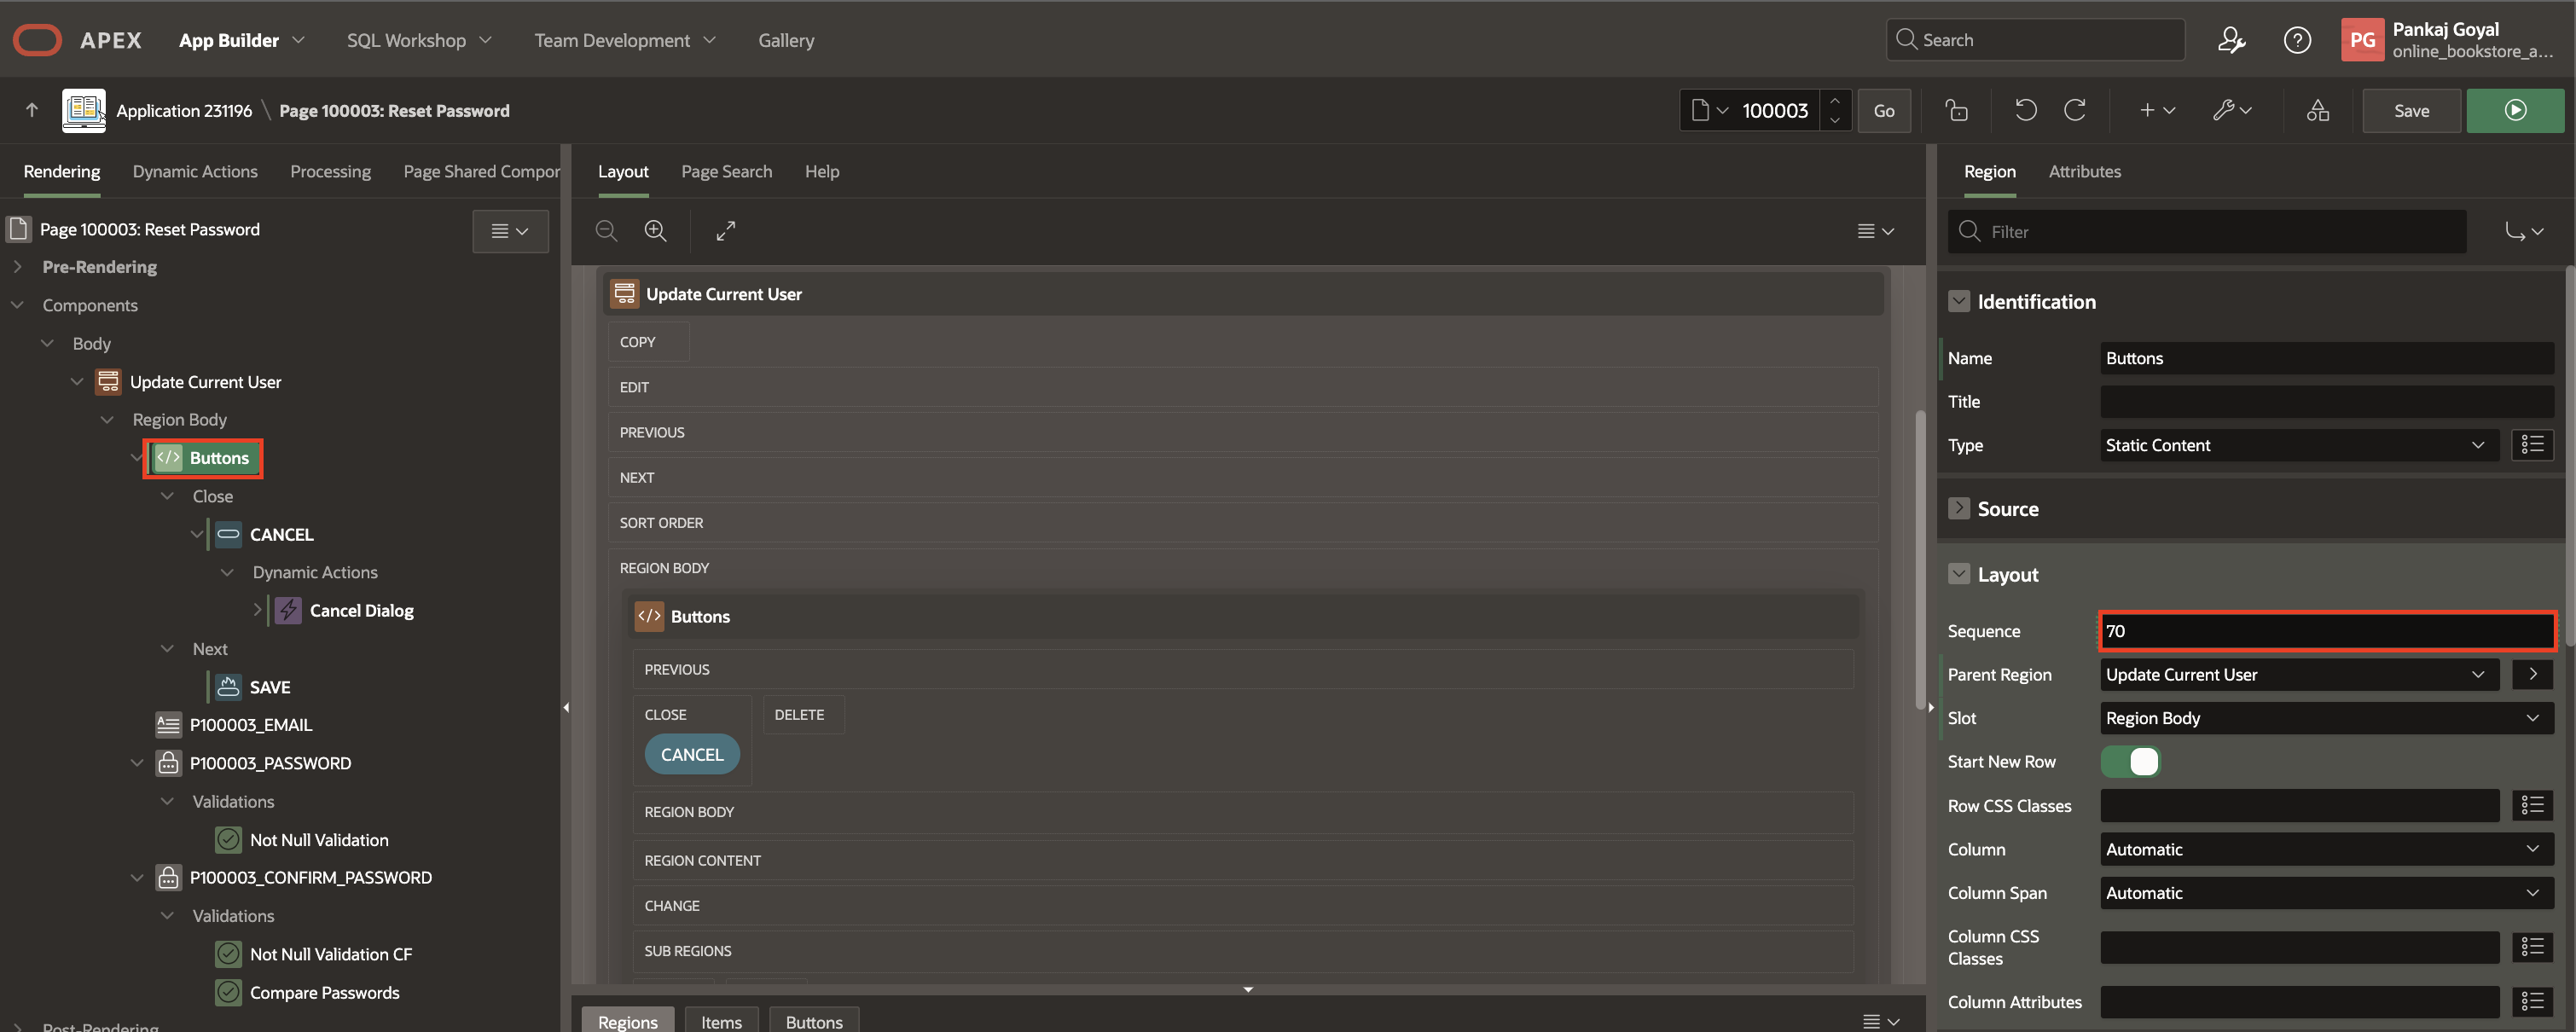 APEX App Builder SQL Workshop Team Development Gallery Search PG Pankaj Goyal
online_bookstore_a...
Application 231196 \ Page 100003: Reset Password 100003 Go Save
Rendering Dynamic Actions Processing Page Shared Compor
Page 100003: Reset Password
Pre-Rendering
Components
Body
Update Current User
Region Body
</> Buttons
Close
CANCEL
Dynamic Actions
Cancel Dialog
Next
SAVE
P100003_EMAIL
P100003_PASSWORD
Validations
Not Null Validation
P100003_CONFIRM_PASSWORD
Validations
Not Null Validation CF
Compare Passwords
Post-Rendering
Layout Page Search Help
Update Current User
COPY
EDIT
PREVIOUS
NEXT
SORT ORDER
REGION BODY
</> Buttons
PREVIOUS
CLOSE DELETE
CANCEL
REGION BODY
REGION CONTENT
CHANGE
SUB REGIONS
Regions Items Buttons
Region Attributes
Filter
Identification
Name Buttons
Title
Type Static Content
Source
Layout
Sequence 70
Parent Region Update Current User
Slot Region Body
Start New Row
Row CSS Classes
Column Automatic
Column Span Automatic
Column CSS
Classes
Column Attributes